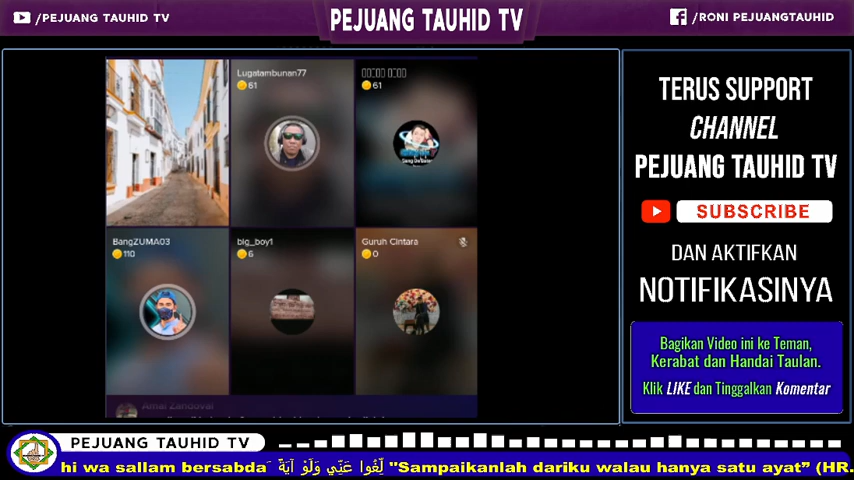 /PEJUANG TAUHID TV
PEJUANG TAUHID TV
/RONI PEJUANGTAUHID
Lugatambunan77
61
61
BangZUMA03
110
big_boy1
6
Guruh Cintara
0
Amar Zandoval
TERUS SUPPORT
CHANNEL
PEJUANG TAUHID TV
SUBSCRIBE
DAN AKTIFKAN
NOTIFIKASINYA
Bagikan Video ini ke Teman,
Kerabat dan Handai Taulan.
Klik LIKE dan Tinggalkan Komentar
PEJUANG TAUHID TV
hi wa sallam bersabda لِّغُوا عَنِّي وَلَوْ آيَةً "Sampaikanlah dariku walau hanya satu ayat" (HR.